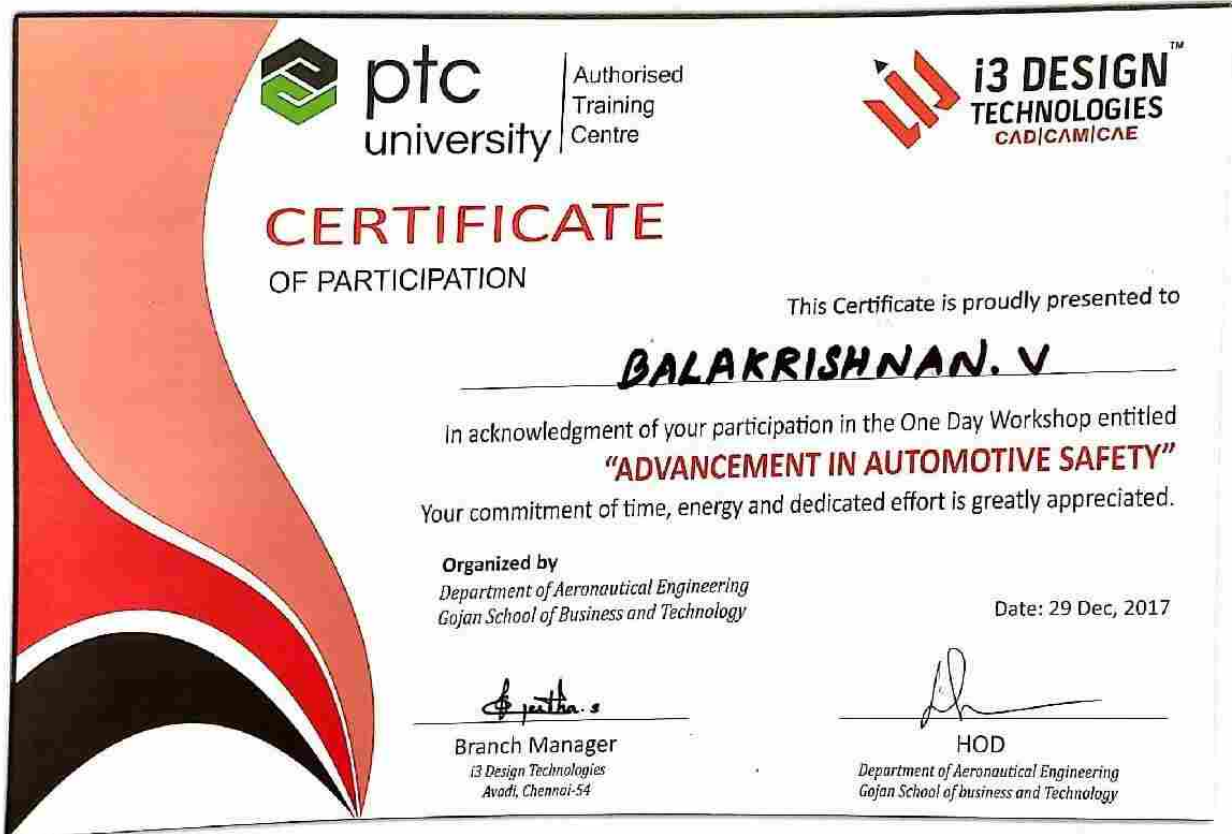 ptc
university
Authorised
Training
Centre
i3 DESIGN™
TECHNOLOGIES
CAD|CAM|CAE
CERTIFICATE
OF PARTICIPATION
This Certificate is proudly presented to
BALAKRISHNAN. V
In acknowledgment of your participation in the One Day Workshop entitled
“ADVANCEMENT IN AUTOMOTIVE SAFETY”
Your commitment of time, energy and dedicated effort is greatly appreciated.
Organized by
Department of Aeronautical Engineering
Gojan School of Business and Technology
Date: 29 Dec, 2017
Branch Manager
i3 Design Technologies
Avadi, Chennai-54
HOD
Department of Aeronautical Engineering
Gojan School of business and Technology